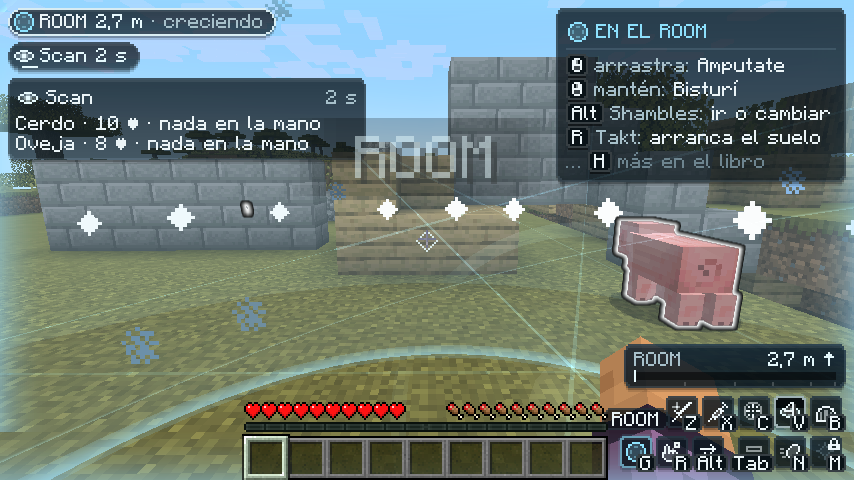 ROOM 2,7 m · creciendo
Scan 2 s
Scan 2 s
Cerdo · 10 ♥ · nada en la mano
Oveja · 8 ♥ · nada en la mano
ROOM
EN EL ROOM
arrastra: Amputate
mantén: Bisturí
Alt Shambles: ir o cambiar
R Takt: arranca el suelo
... H más en el libro
ROOM 2,7 m ↑
ROOM Z X C V B
G R Alt Tab N M